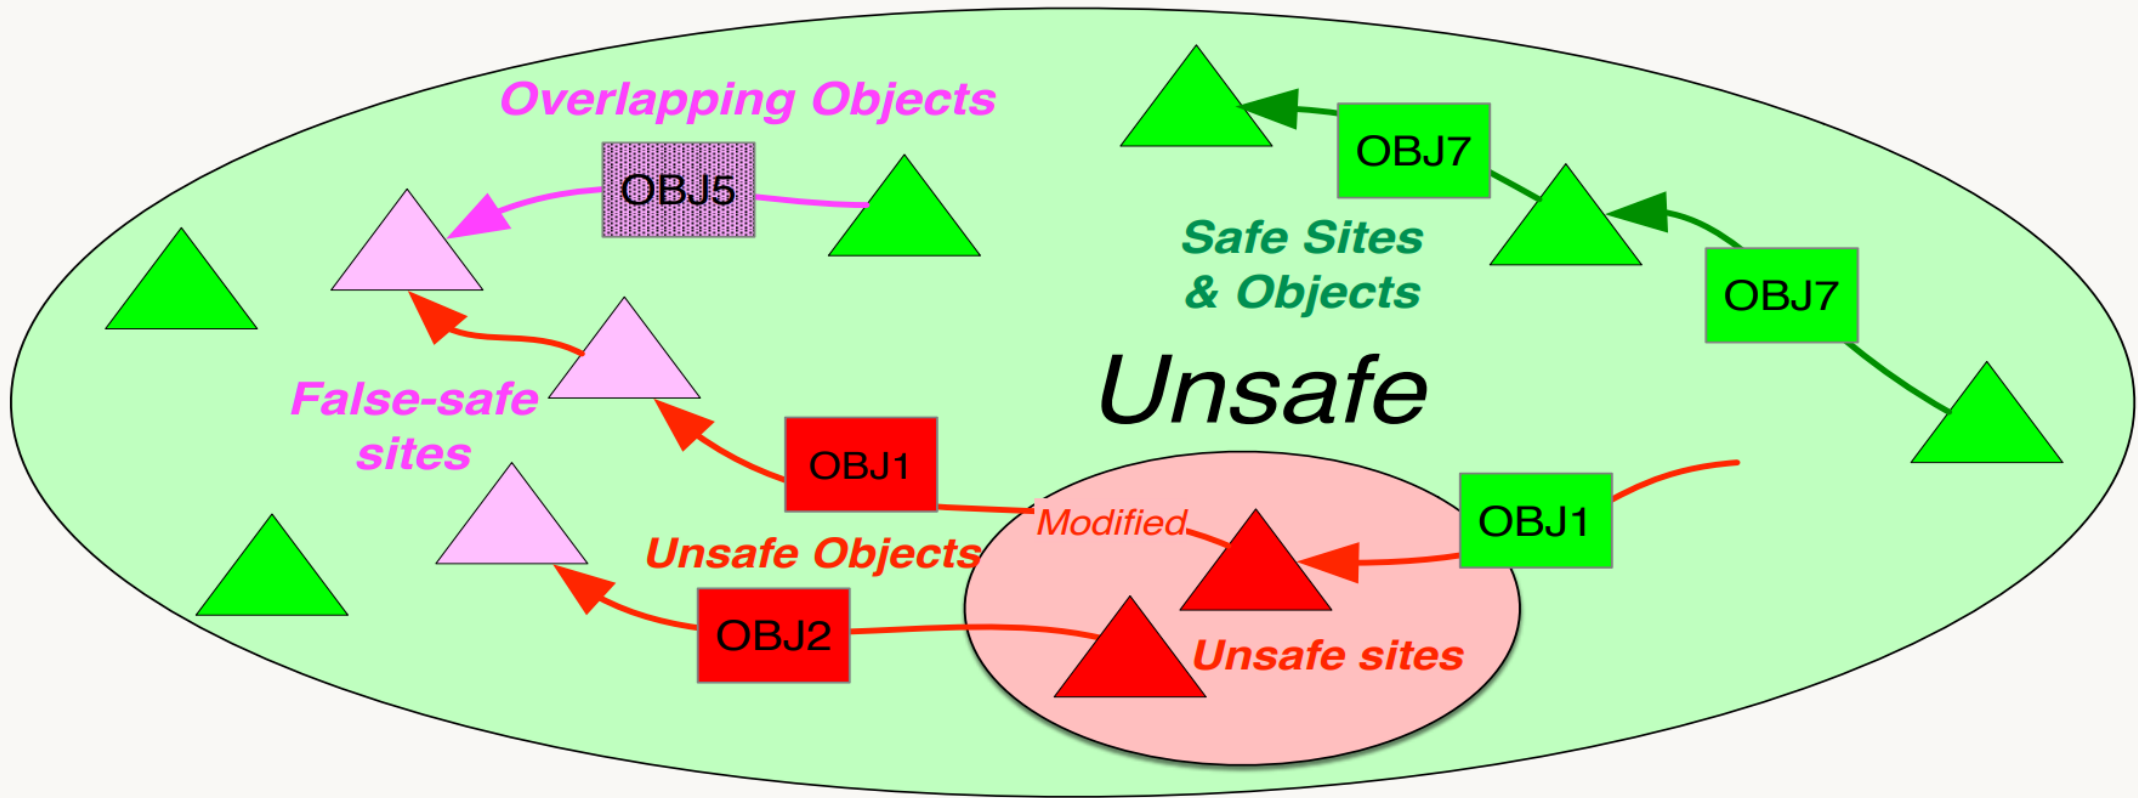 Overlapping Objects
OBJ7
OBJ5
Safe Sites
& Objects
OBJ7
Unsafe
False-safe
sites
OBJ1
Modified
OBJ1
Unsafe Objects
OBJ2
Unsafe sites